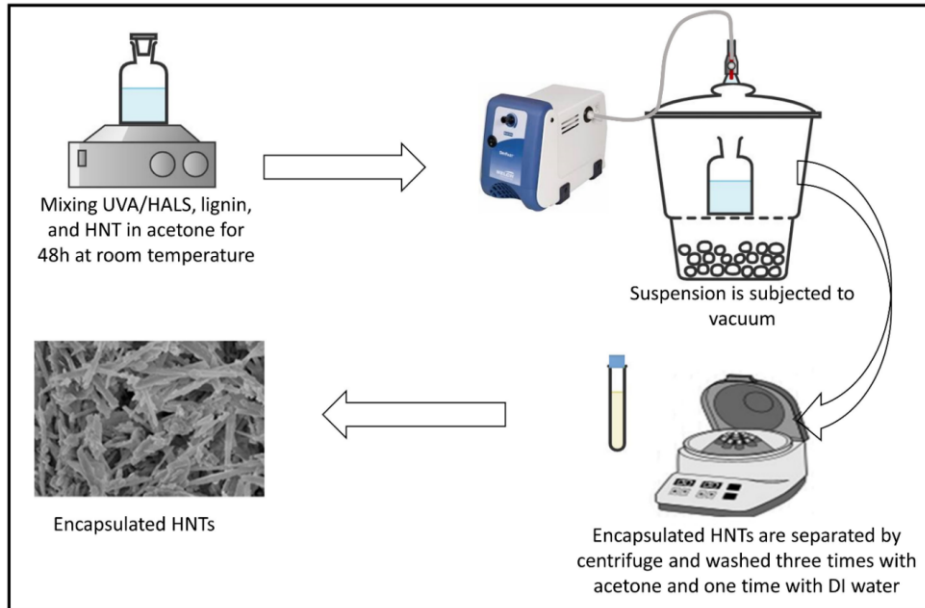 Mixing UVA/HALS, lignin,
and HNT in acetone for
48h at room temperature
Suspension is subjected to
vacuum
Encapsulated HNTs are separated by
centrifuge and washed three times with
acetone and one time with DI water
Encapsulated HNTs